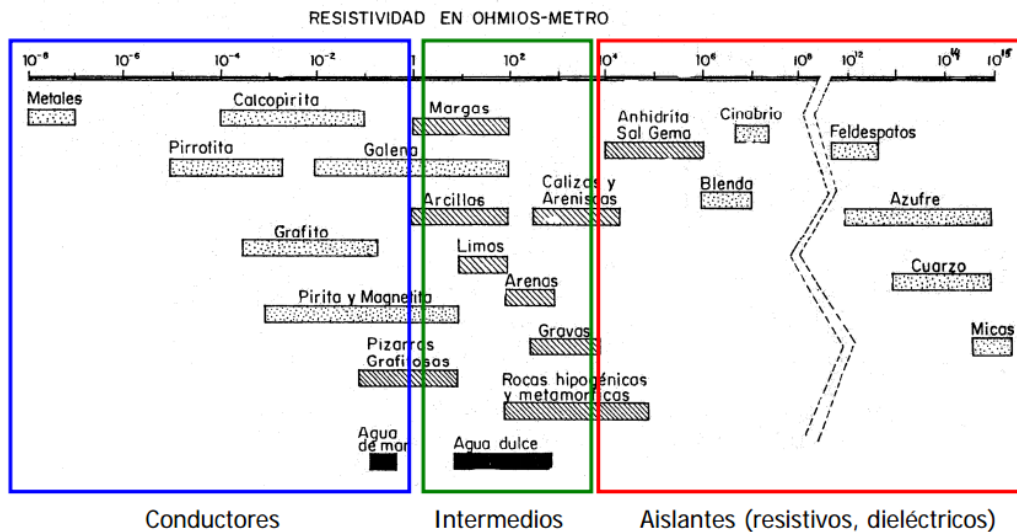 RESISTIVIDAD EN OHMIOS-METRO
10⁻⁸ 10⁻⁶ 10⁻⁴ 10⁻² 1 10² 10⁴ 10⁶ 10⁸ 10¹² 10¹⁴ 10¹⁵
Metales
Calcopirita
Margas
Anhidrita
Sal Gema
Cinabrio
Feldespatos
Pirrotita
Galena
Blenda
Calizas y
Areniscas
Arcillas
Azufre
Grafito
Limos
Cuarzo
Arenas
Pirita y Magnetita
Gravas
Micas
Pizarras
Grafitosas
Rocas hipogénicas
y metamorficas
Agua
de mar
Agua dulce
Conductores
Intermedios
Aislantes (resistivos, dieléctricos)